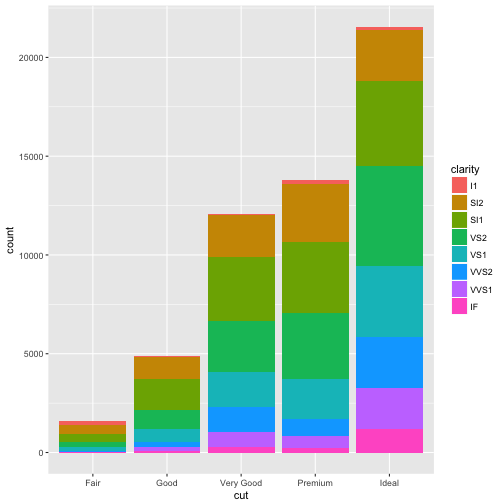 20000
15000
10000
5000
0
count
Fair Good Very Good Premium Ideal
cut
clarity
I1
SI2
SI1
VS2
VS1
VVS2
VVS1
IF